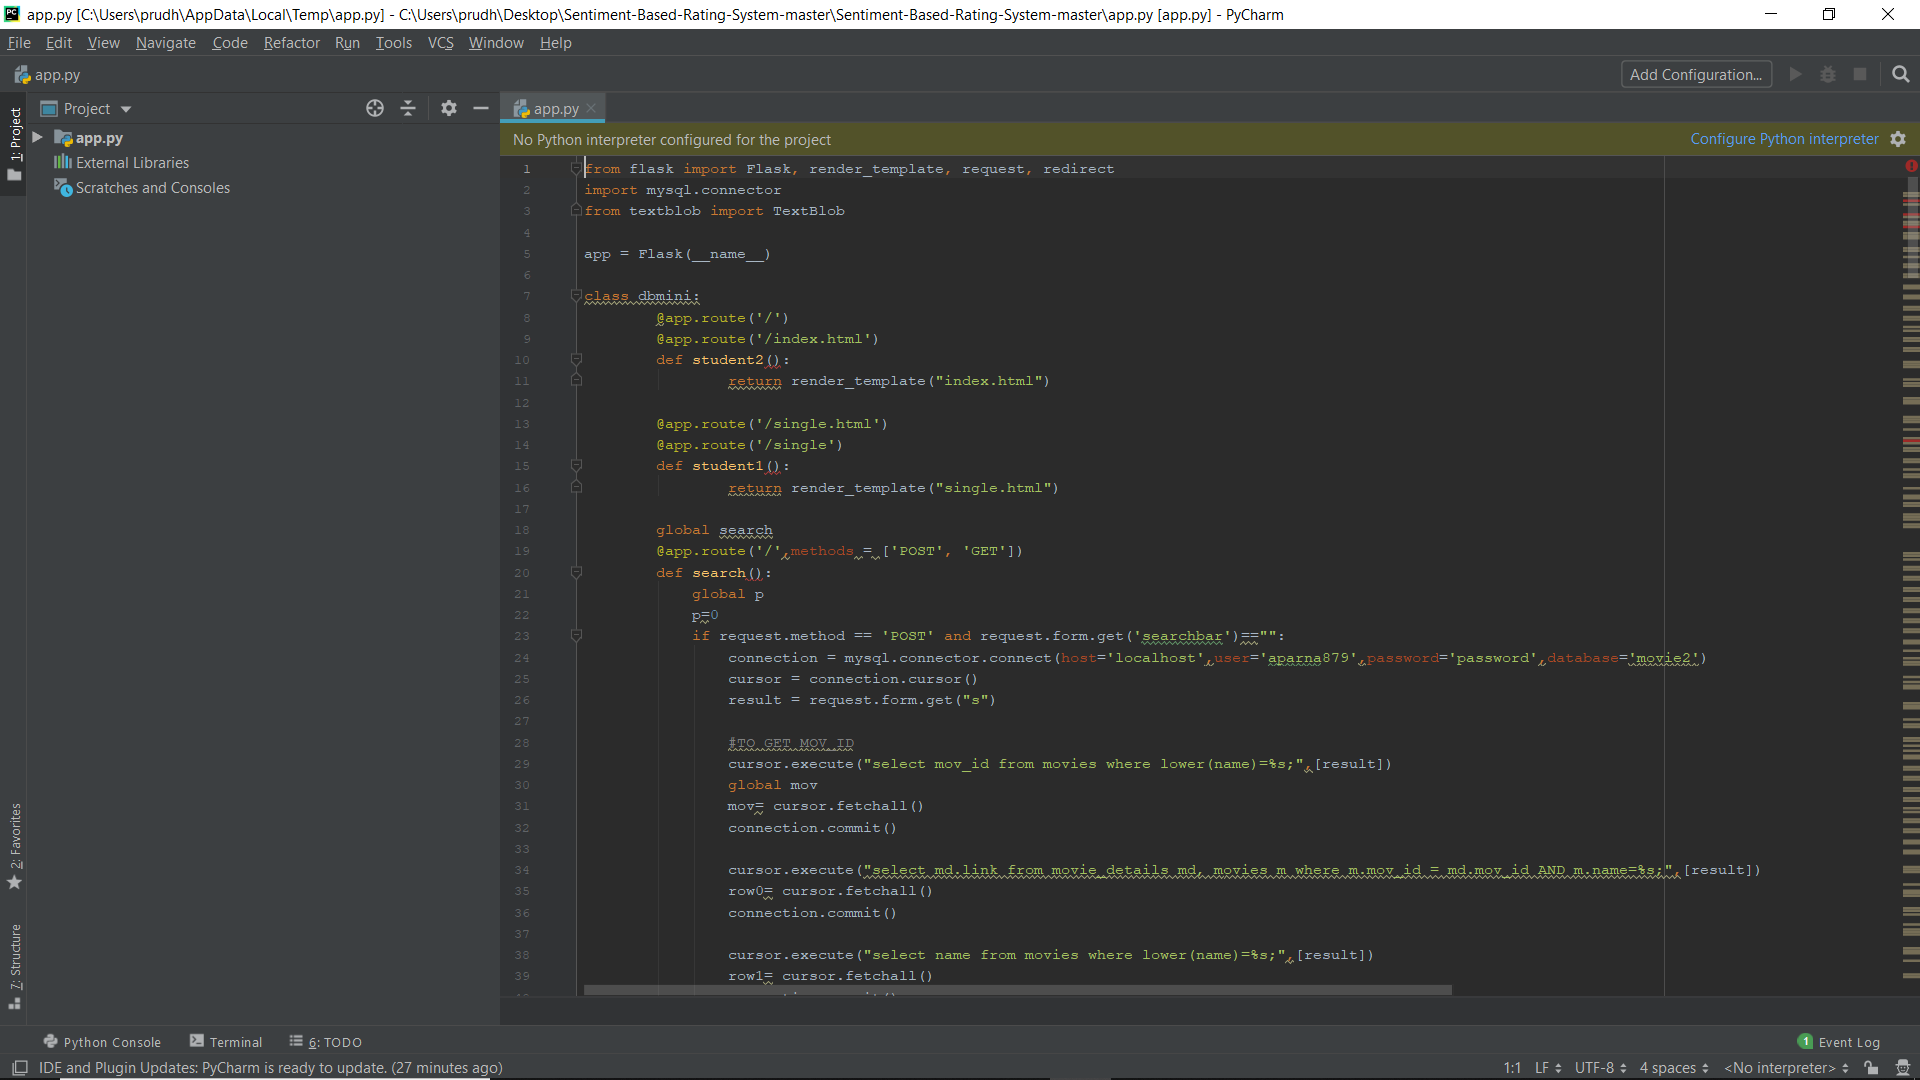 app.py [C:\Users\prudh\AppData\Local\Temp\app.py] - C:\Users\prudh\Desktop\Sentiment-Based-Rating-System-master\Sentiment-Based-Rating-System-master\app.py [app.py] - PyCharm
File Edit View Navigate Code Refactor Run Tools VCS Window Help
app.py
Add Configuration...
1: Project
Project
app.py
External Libraries
Scratches and Consoles
2: Favorites
7: Structure
app.py
No Python interpreter configured for the project
Configure Python interpreter
1 from flask import Flask, render_template, request, redirect
2 import mysql.connector
3 from textblob import TextBlob
4
5 app = Flask(__name__)
6
7 class dbmini:
8 @app.route('/')
9 @app.route('/index.html')
10 def student2():
11 return render_template("index.html")
12
13 @app.route('/single.html')
14 @app.route('/single')
15 def student1():
16 return render_template("single.html")
17
18 global search
19 @app.route('/',methods = ['POST', 'GET'])
20 def search():
21 global p
22 p=0
23 if request.method == 'POST' and request.form.get('searchbar')=="":
24 connection = mysql.connector.connect(host='localhost',user='aparna879',password='password',database='movie2')
25 cursor = connection.cursor()
26 result = request.form.get("s")
27
28 #TO GET MOV_ID
29 cursor.execute("select mov_id from movies where lower(name)=%s;",[result])
30 global mov
31 mov= cursor.fetchall()
32 connection.commit()
33
34 cursor.execute("select md.link from movie_details md, movies m where m.mov_id = md.mov_id AND m.name=%s;",[result])
35 row0= cursor.fetchall()
36 connection.commit()
37
38 cursor.execute("select name from movies where lower(name)=%s;",[result])
39 row1= cursor.fetchall()
Python Console Terminal 6: TODO
1 Event Log
IDE and Plugin Updates: PyCharm is ready to update. (27 minutes ago)
1:1 LF UTF-8 4 spaces <No interpreter>